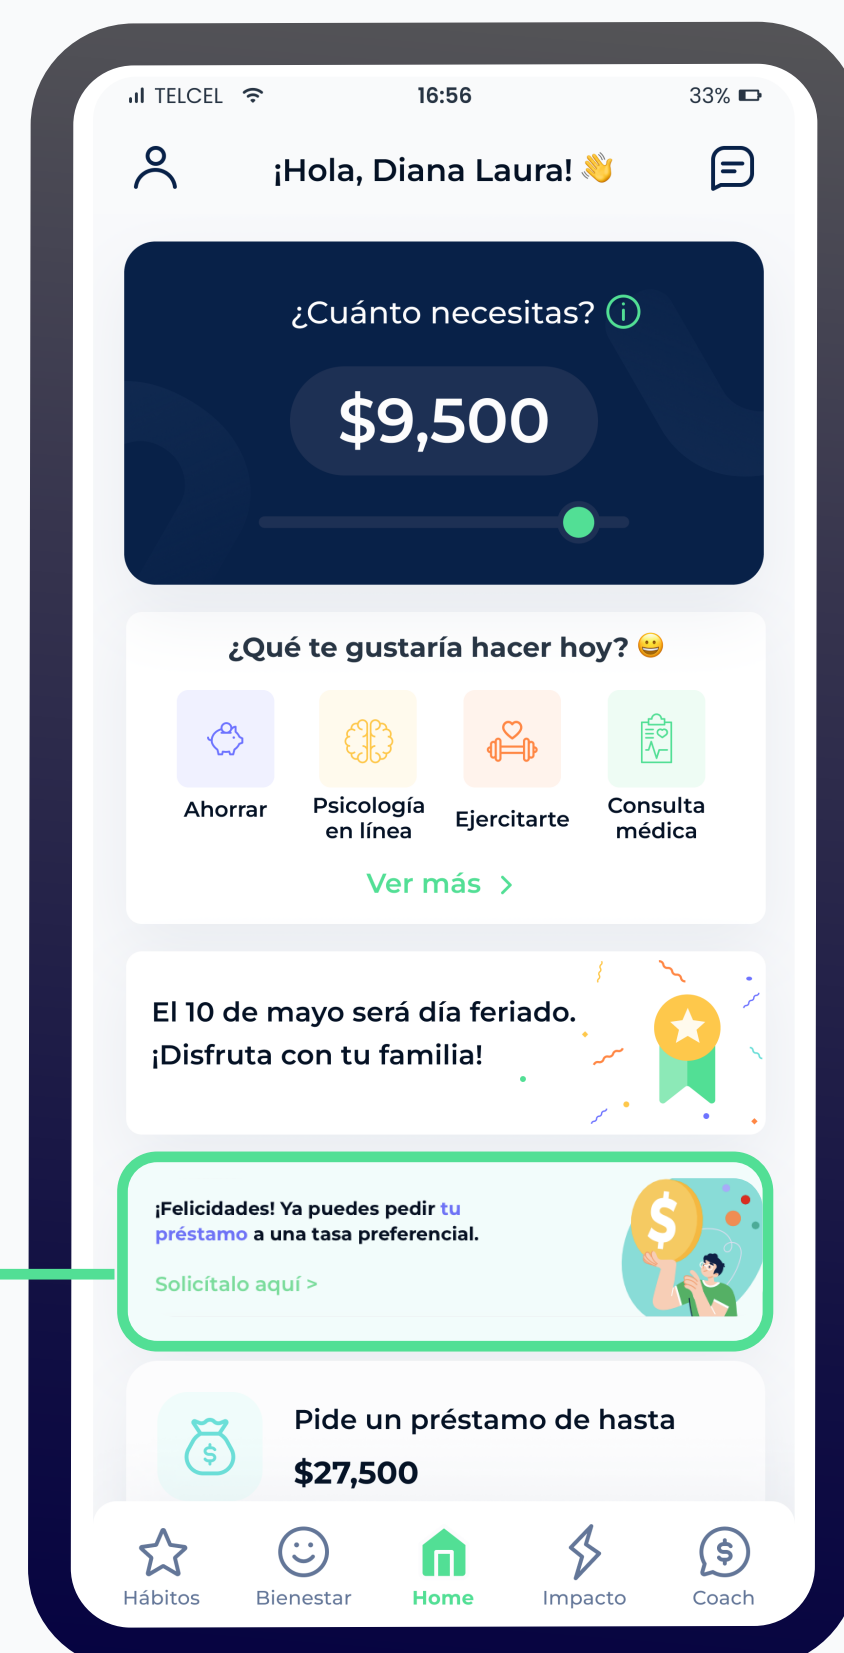 TELCEL 16:56 33%
¡Hola, Diana Laura! 👋
¿Cuánto necesitas? i
$9,500
¿Qué te gustaría hacer hoy? 😀
Ahorrar
Psicología
en línea
Ejercitarte
Consulta
médica
Ver más >
El 10 de mayo será día feriado.
¡Disfruta con tu familia!
¡Felicidades! Ya puedes pedir tu
préstamo a una tasa preferencial.
Solicítalo aquí >
$
$
Pide un préstamo de hasta
$27,500
$
Hábitos Bienestar Home Impacto Coach